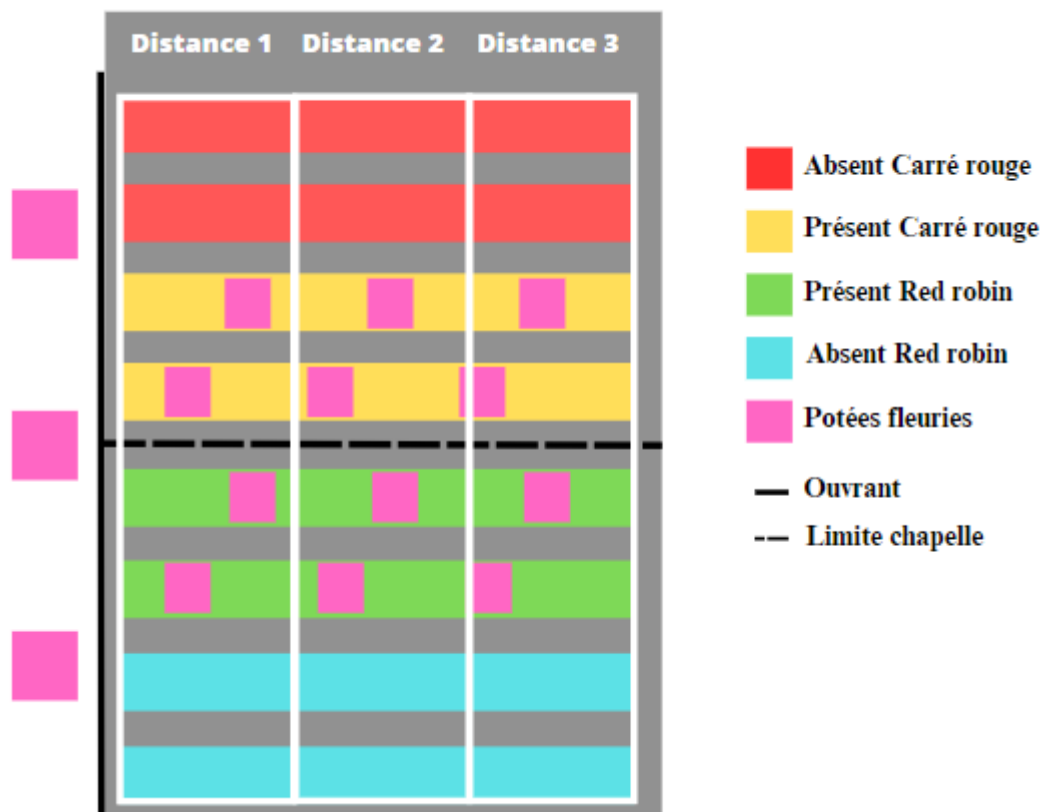 Distance 1 Distance 2 Distance 3
Absent Carré rouge
Présent Carré rouge
Présent Red robin
Absent Red robin
Potées fleuries
Ouvrant
Limite chapelle